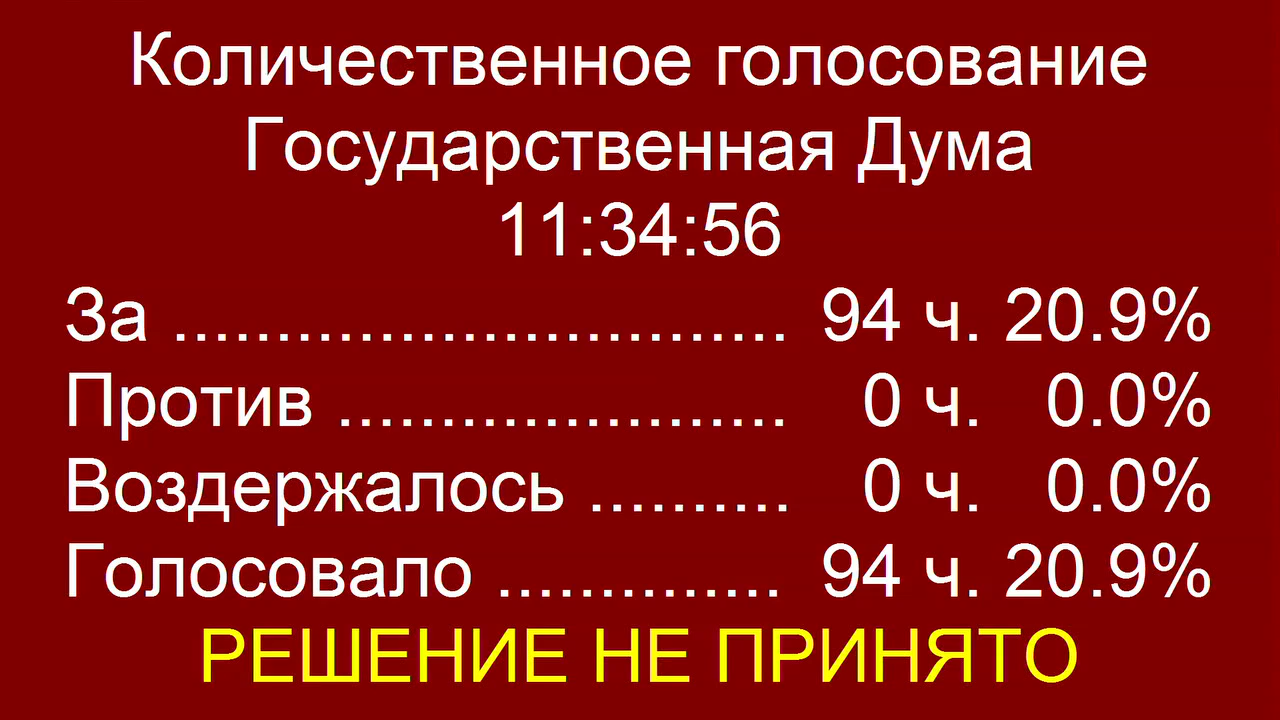 Количественное голосование
Государственная Дума
11:34:56
За .............................. 94 ч. 20.9%
Против ...................... 0 ч. 0.0%
Воздержалось .......... 0 ч. 0.0%
Голосовало .............. 94 ч. 20.9%
РЕШЕНИЕ НЕ ПРИНЯТО